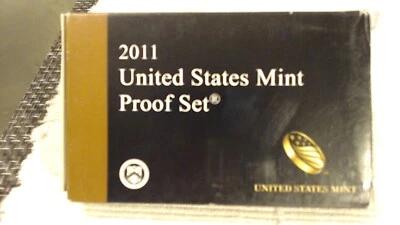 2011
United States Mint
Proof Set®
UNITED STATES MINT